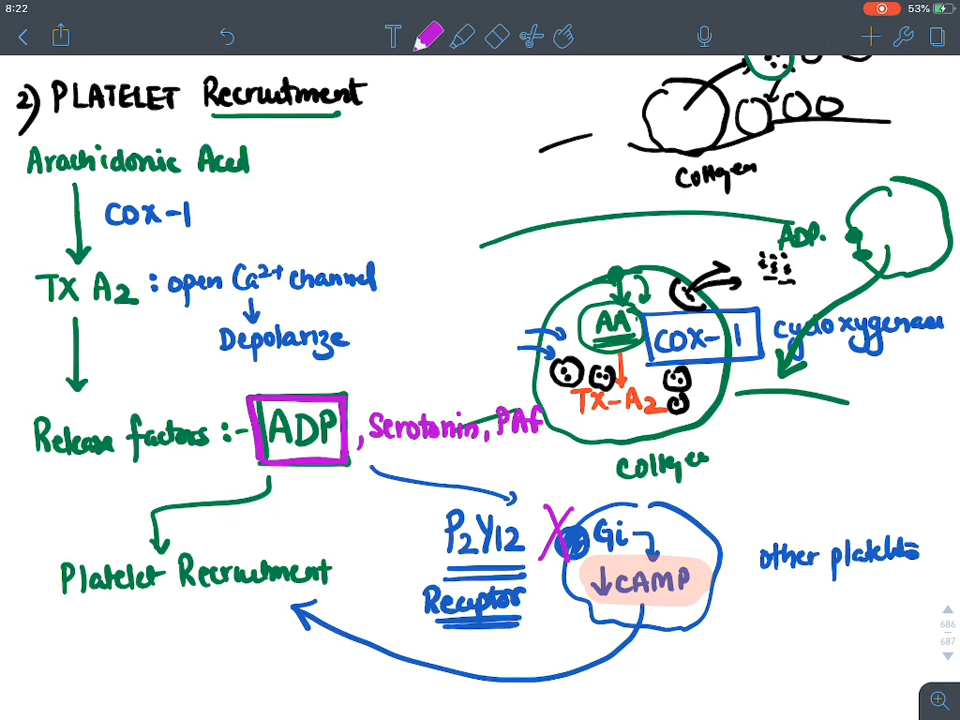 8:22
53%
T
2) PLATELET Recruitment
Collagen
Arachidonic Acid
COX-1
ADP.
TX A2 : open Ca2+ channel
Depolarize
AA
COX-1
cycloxygenase
TX-A2
Release factors :- ADP, Serotonin, PAF
Collagen
P2Y12
Receptor
Gi
↓cAMP
other platelets
Platelet Recruitment
686
687